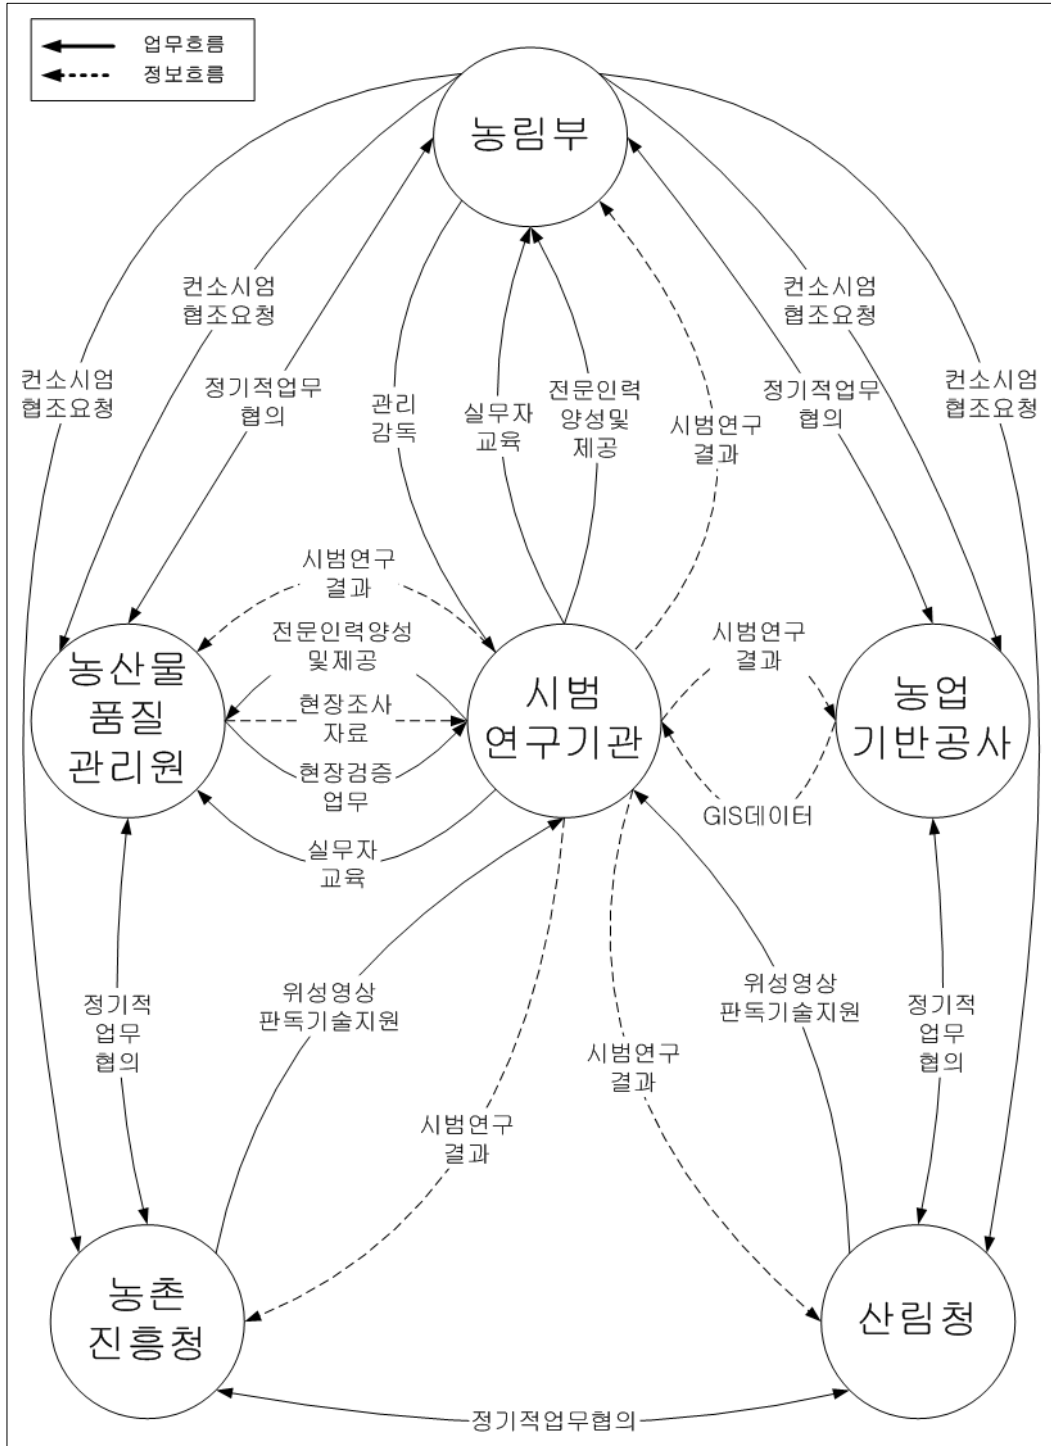 업무흐름
정보흐름
농림부
컨소시엄
협조요청
컨소시엄
협조요청
컨소시엄
협조요청
정기적업무
협의
관리
감독
실무자
교육
전문인력
양성및
제공
시범연구
결과
정기적업무
협의
컨소시엄
협조요청
시범연구
결과
전문인력양성
및제공
현장조사
자료
현장검증
업무
실무자
교육
시범연구
결과
GIS데이터
농산물
품질
관리원
시범
연구기관
농업
기반공사
정기적
업무
협의
위성영상
판독기술지원
시범연구
결과
시범연구
결과
위성영상
판독기술지원
정기적
업무
협의
농촌
진흥청
산림청
정기적업무협의